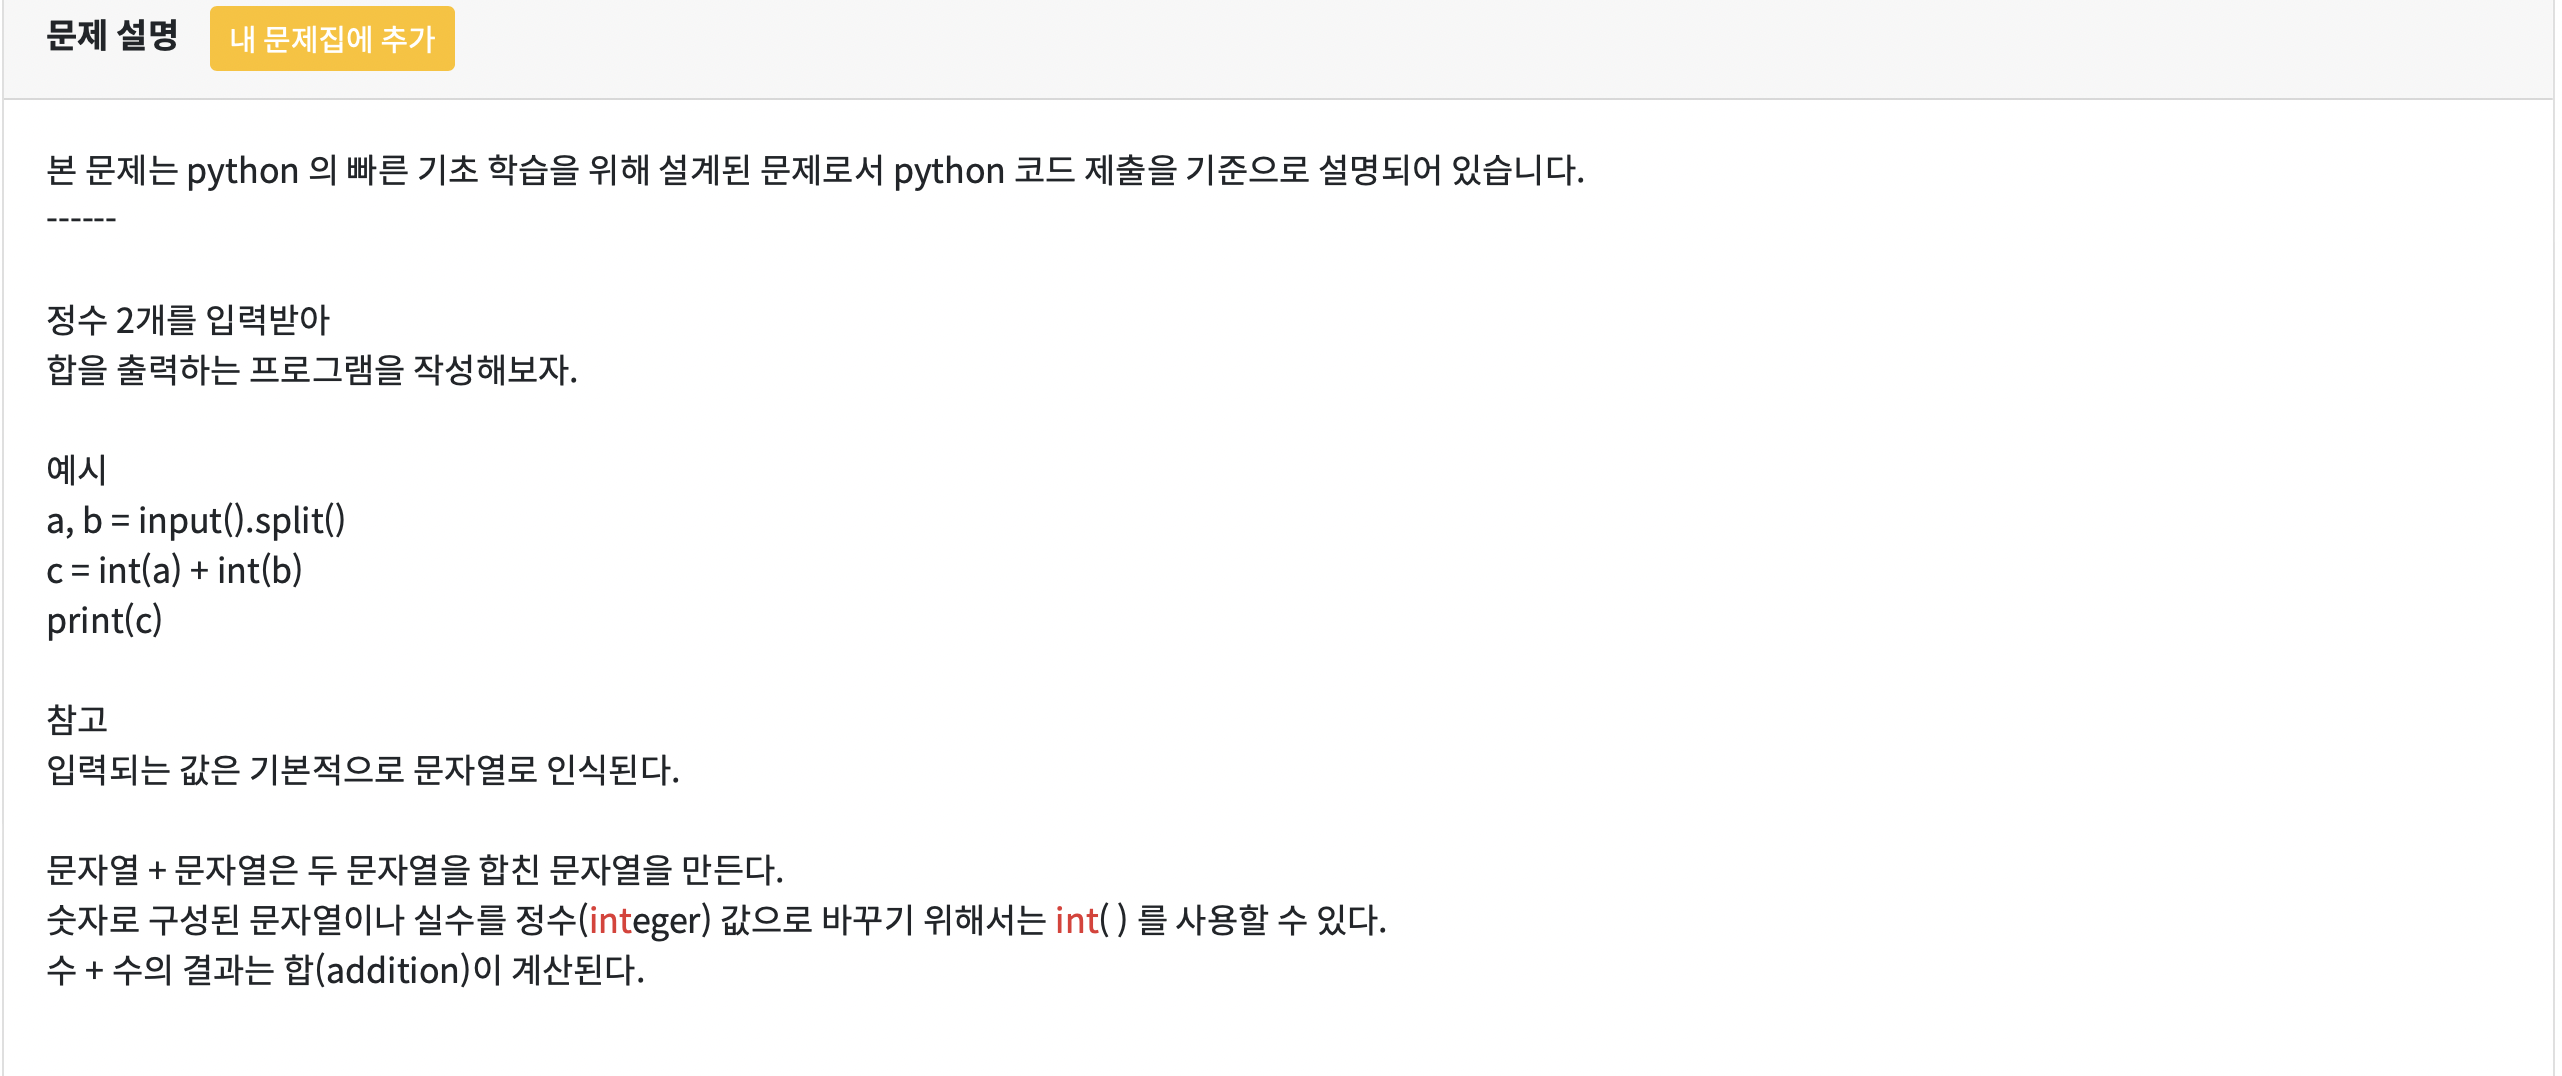 문제 설명 내 문제집에 추가
본 문제는 python 의 빠른 기초 학습을 위해 설계된 문제로서 python 코드 제출을 기준으로 설명되어 있습니다.
------
정수 2개를 입력받아
합을 출력하는 프로그램을 작성해보자.
예시
a, b = input().split()
c = int(a) + int(b)
print(c)
참고
입력되는 값은 기본적으로 문자열로 인식된다.
문자열 + 문자열은 두 문자열을 합친 문자열을 만든다.
숫자로 구성된 문자열이나 실수를 정수(integer) 값으로 바꾸기 위해서는 int( ) 를 사용할 수 있다.
수 + 수의 결과는 합(addition)이 계산된다.